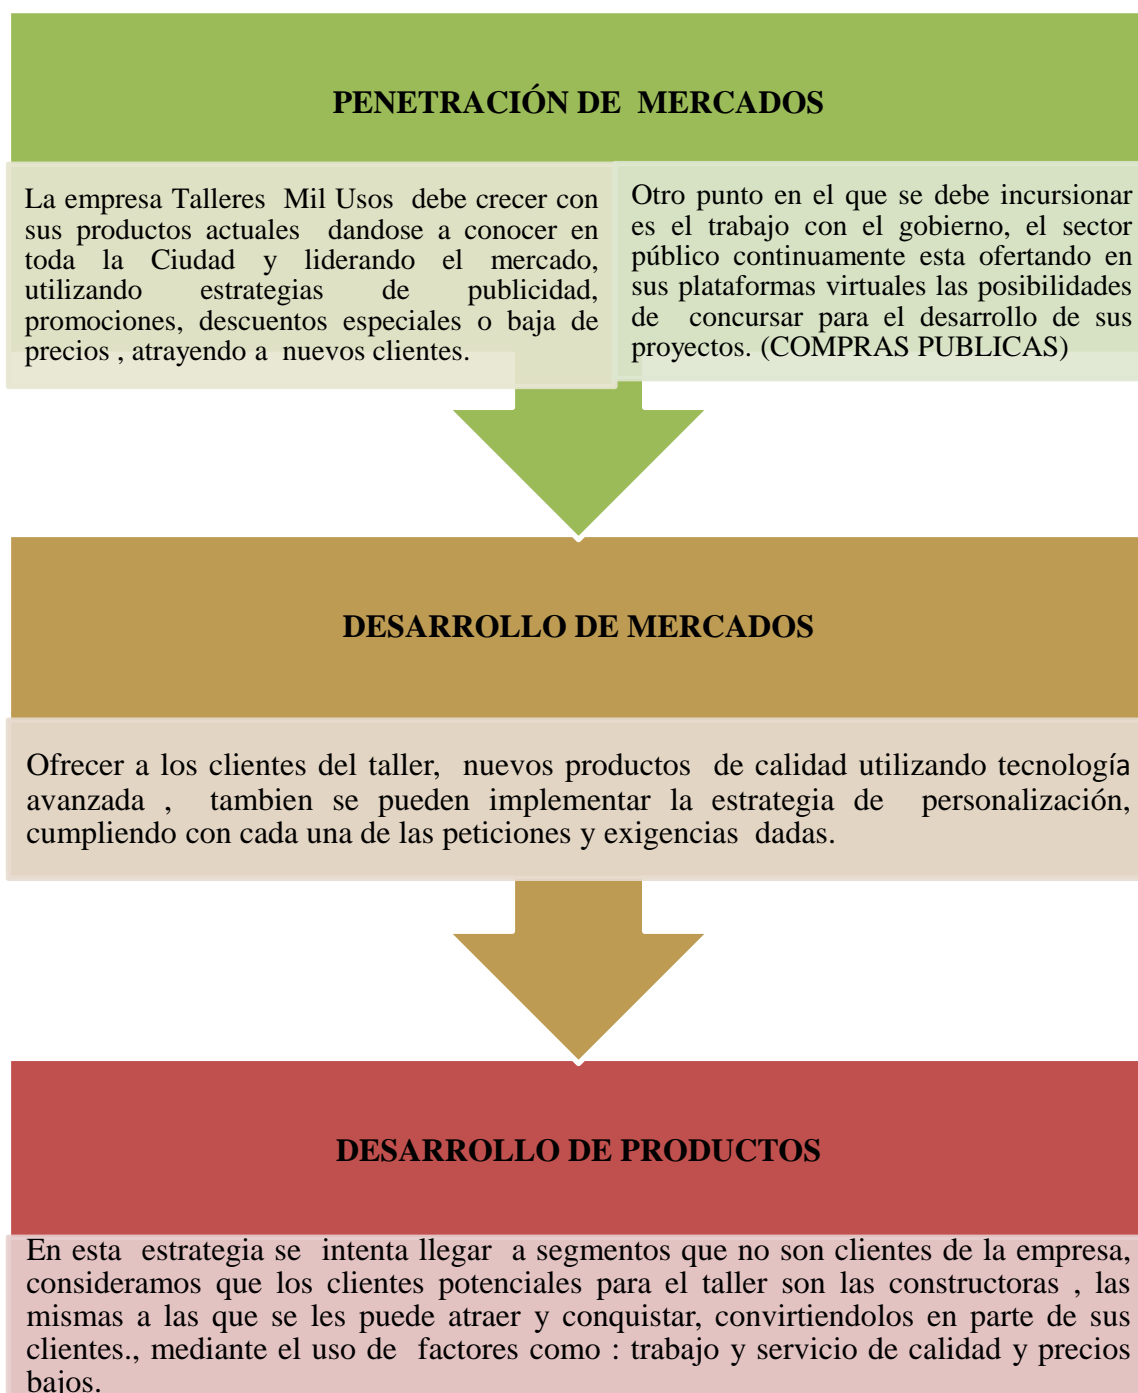 PENETRACIÓN DE MERCADOS
La empresa Talleres Mil Usos debe crecer con
sus productos actuales dandose a conocer en
toda la Ciudad y liderando el mercado,
utilizando estrategias de publicidad,
promociones, descuentos especiales o baja de
precios , atrayendo a nuevos clientes.
Otro punto en el que se debe incursionar
es el trabajo con el gobierno, el sector
público continuamente esta ofertando en
sus plataformas virtuales las posibilidades
de concursar para el desarrollo de sus
proyectos. (COMPRAS PUBLICAS)
DESARROLLO DE MERCADOS
Ofrecer a los clientes del taller, nuevos productos de calidad utilizando tecnología
avanzada , tambien se pueden implementar la estrategia de personalización,
cumpliendo con cada una de las peticiones y exigencias dadas.
DESARROLLO DE PRODUCTOS
En esta estrategia se intenta llegar a segmentos que no son clientes de la empresa,
consideramos que los clientes potenciales para el taller son las constructoras , las
mismas a las que se les puede atraer y conquistar, convirtiendolos en parte de sus
clientes., mediante el uso de factores como : trabajo y servicio de calidad y precios
bajos.